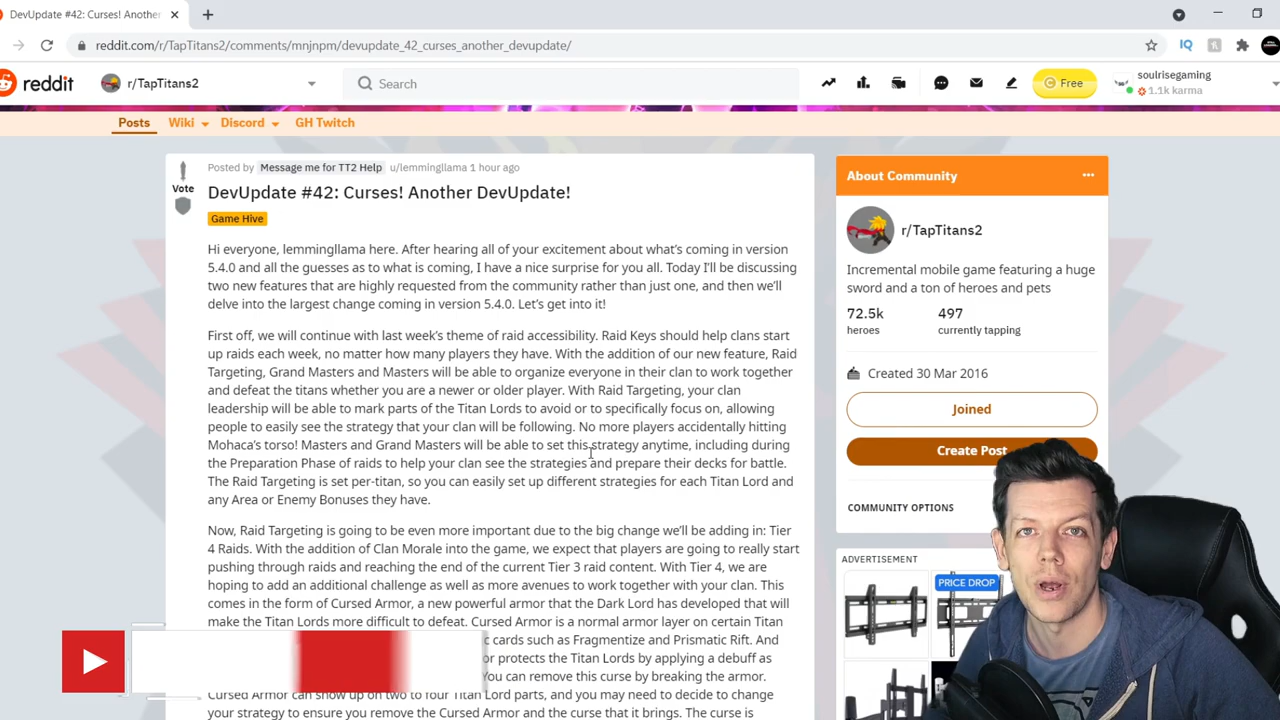 DevUpdate #42: Curses! Another
reddit.com/r/TapTitans2/comments/mnjnpm/devupdate_42_curses_another_devupdate/
IQ
reddit
r/TapTitans2
Search
Free
soulrisegaming
1.1k karma
Posts
Wiki
Discord
GH Twitch
Posted by Message me for TT2 Help u/lemmingllama 1 hour ago
Vote
DevUpdate #42: Curses! Another DevUpdate!
Game Hive
Hi everyone, lemmingllama here. After hearing all of your excitement about what's coming in version
5.4.0 and all the guesses as to what is coming, I have a nice surprise for you all. Today I'll be discussing
two new features that are highly requested from the community rather than just one, and then we'll
delve into the largest change coming in version 5.4.0. Let's get into it!
First off, we will continue with last week's theme of raid accessibility. Raid Keys should help clans start
up raids each week, no matter how many players they have. With the addition of our new feature, Raid
Targeting, Grand Masters and Masters will be able to organize everyone in their clan to work together
and defeat the titans whether you are a newer or older player. With Raid Targeting, your clan
leadership will be able to mark parts of the Titan Lords to avoid or to specifically focus on, allowing
people to easily see the strategy that your clan will be following. No more players accidentally hitting
Mohaca's torso! Masters and Grand Masters will be able to set this strategy anytime, including during
the Preparation Phase of raids to help your clan see the strategies and prepare their decks for battle.
The Raid Targeting is set per-titan, so you can easily set up different strategies for each Titan Lord and
any Area or Enemy Bonuses they have.
Now, Raid Targeting is going to be even more important due to the big change we'll be adding in: Tier
4 Raids. With the addition of Clan Morale into the game, we expect that players are going to really start
pushing through raids and reaching the end of the current Tier 3 raid content. With Tier 4, we are
hoping to add an additional challenge as well as more avenues to work together with your clan. This
comes in the form of Cursed Armor, a new powerful armor that the Dark Lord has developed that will
make the Titan Lords more difficult to defeat. Cursed Armor is a normal armor layer on certain Titan
c cards such as Fragmentize and Prismatic Rift. And
or protects the Titan Lords by applying a debuff as
You can remove this curse by breaking the armor.
Cursed Armor can show up on two to four Titan Lord parts, and you may need to decide to change
your strategy to ensure you remove the Cursed Armor and the curse that it brings. The curse is
About Community
r/TapTitans2
Incremental mobile game featuring a huge
sword and a ton of heroes and pets
72.5k
497
heroes
currently tapping
Created 30 Mar 2016
Joined
Create Post
COMMUNITY OPTIONS
ADVERTISEMENT
PRICE DROP